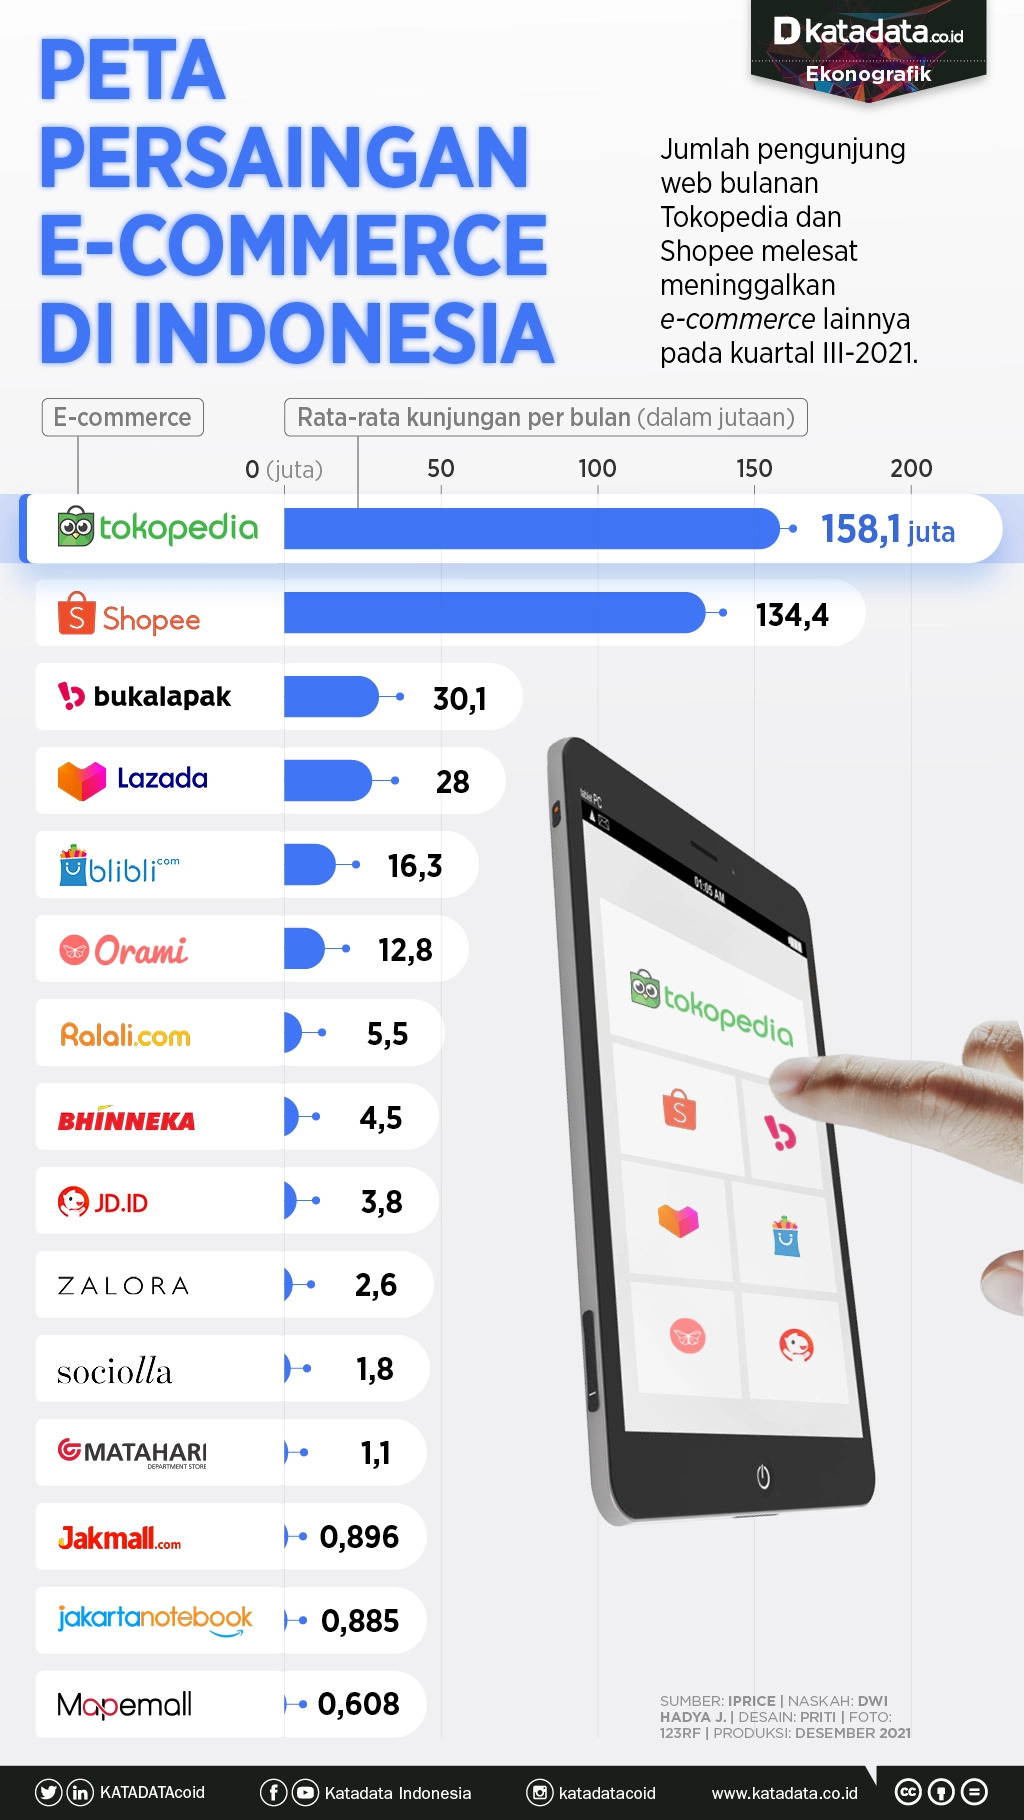 PETA
PERSAINGAN
E-COMMERCE
DI INDONESIA
katadata.co.id
Ekonografik
Jumlah pengunjung
web bulanan
Tokopedia dan
Shopee melesat
meninggalkan
e-commerce lainnya
pada kuartal III-2021.
E-commerce
Rata-rata kunjungan per bulan (dalam jutaan)
0 (juta) 50 100 150 200
tokopedia 158,1 juta
Shopee 134,4
bukalapak 30,1
Lazada 28
blibli.com 16,3
Orami 12,8
Ralali.com 5,5
BHINNEKA 4,5
JD.ID 3,8
ZALORA 2,6
sociolla 1,8
MATAHARI DEPARTMENT STORE 1,1
Jakmall.com 0,896
jakartanotebook 0,885
Mapemall 0,608
tablet PC
01:05 AM
tokopedia
SUMBER: IPRICE | NASKAH: DWI
HADYA J. | DESAIN: PRITI | FOTO:
123RF | PRODUKSI: DESEMBER 2021
KATADATAcoid Katadata Indonesia katadatacoid www.katadata.co.id